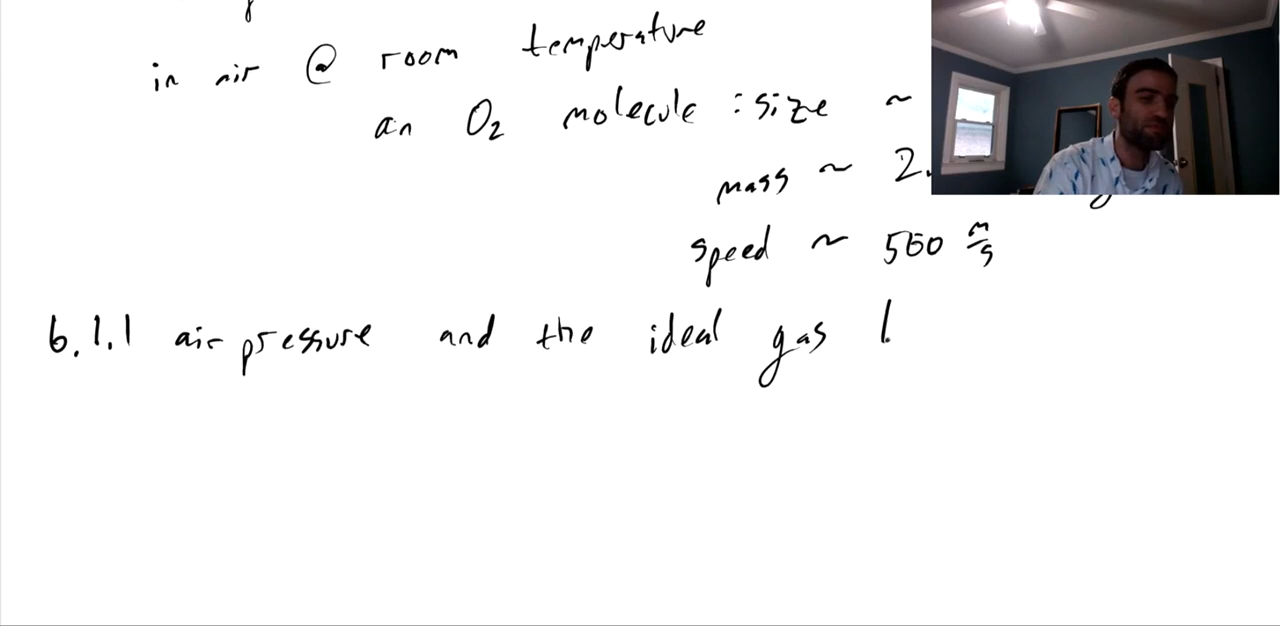 in air @ room temperature
an O₂ molecule : size ~
mass ~ 2.
speed ~ 500 m/s
6.1.1 air pressure and the ideal gas l